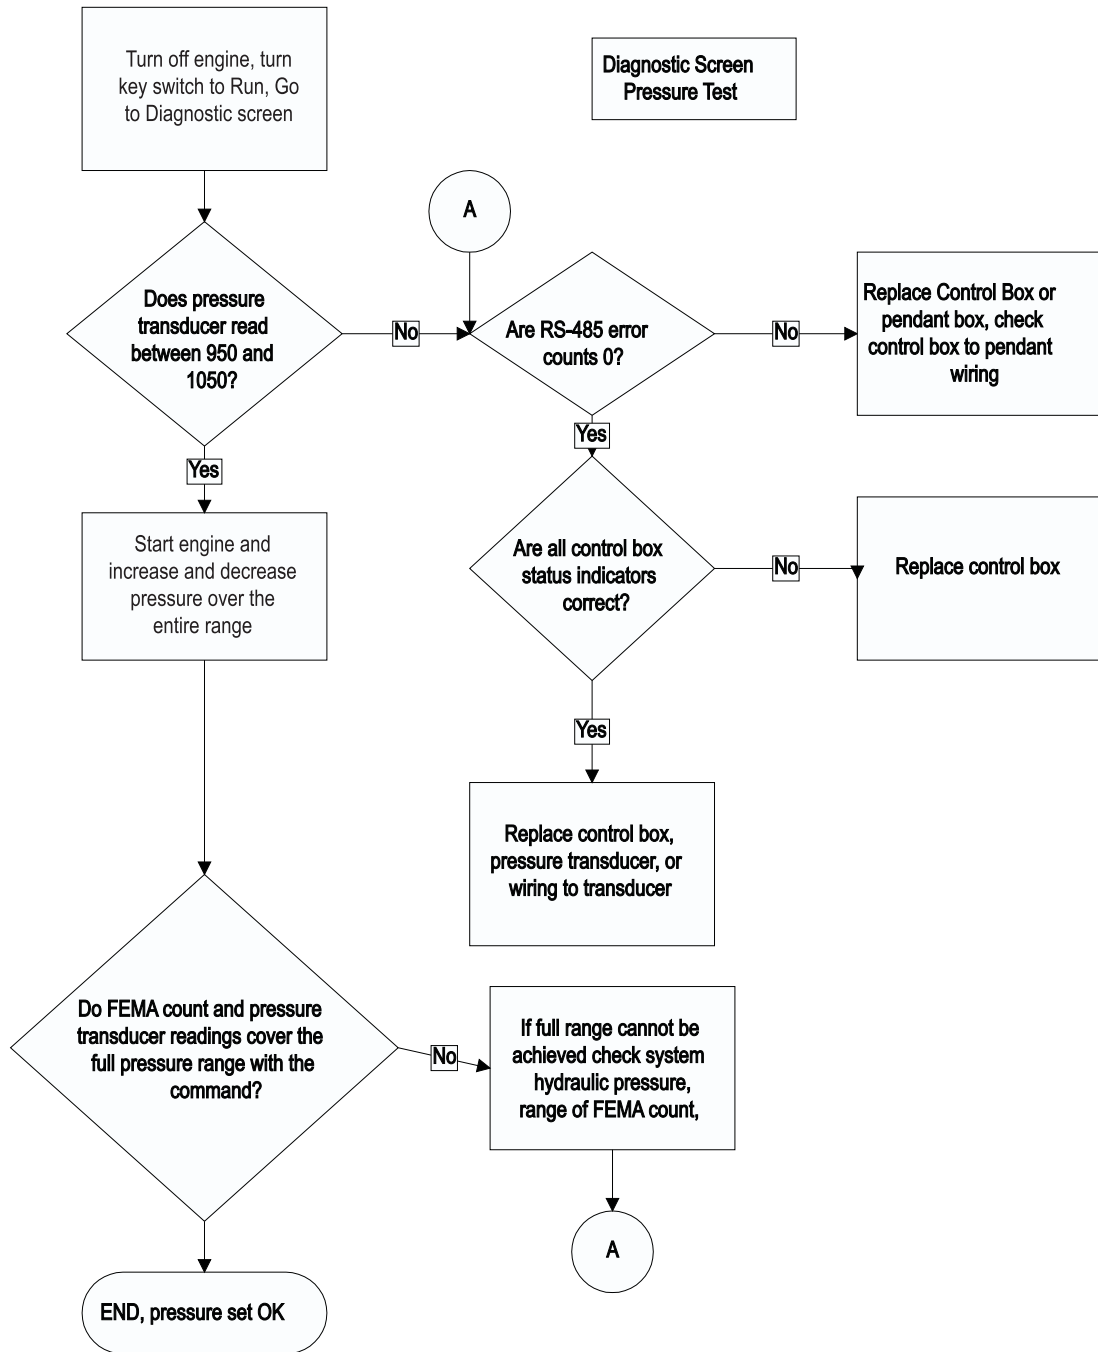 Turn off engine, turn
key switch to Run, Go
to Diagnostic screen
Diagnostic Screen
Pressure Test
A
Does pressure
transducer read
between 950 and
1050?
No
Are RS-485 error
counts 0?
No
Replace Control Box or
pendant box, check
control box to pendant
wiring
Yes
Yes
Start engine and
increase and decrease
pressure over the
entire range
Are all control box
status indicators
correct?
No
Replace control box
Yes
Replace control box,
pressure transducer, or
wiring to transducer
Do FEMA count and pressure
transducer readings cover the
full pressure range with the
command?
No
If full range cannot be
achieved check system
hydraulic pressure,
range of FEMA count,
A
END, pressure set OK